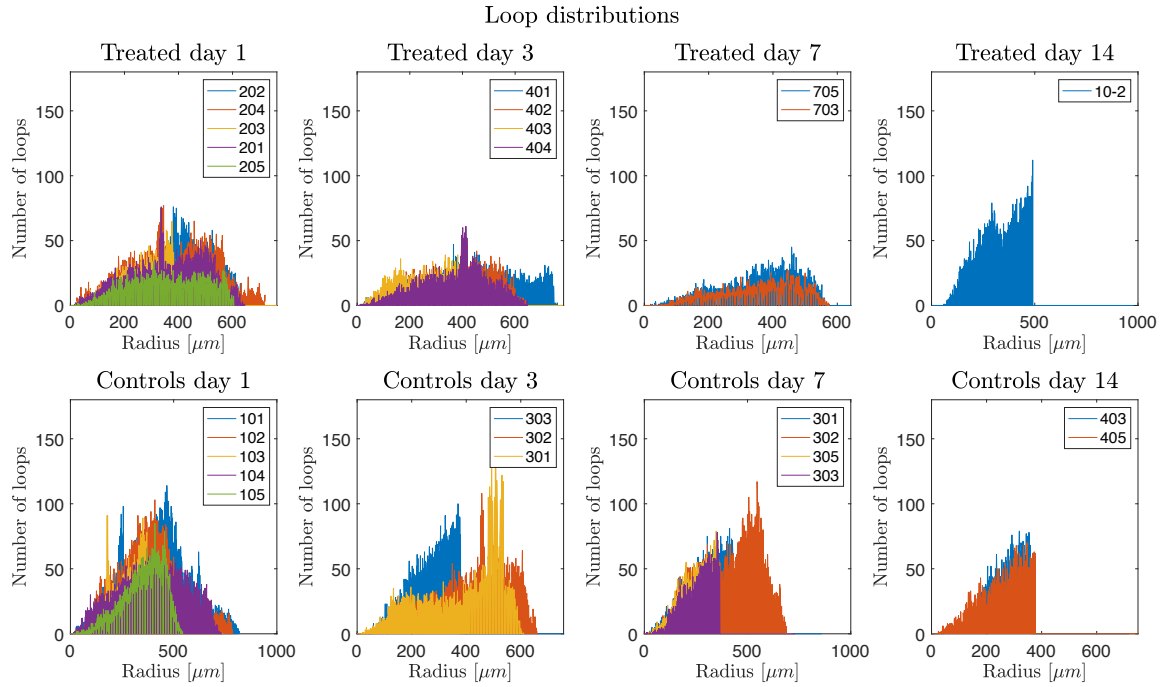 Loop distributions
Treated day 1
Number of loops
150
100
50
0
202
204
203
201
205
0 200 400 600
Radius [μm]
Treated day 3
Number of loops
150
100
50
0
401
402
403
404
0 200 400 600
Radius [μm]
Treated day 7
Number of loops
150
100
50
0
705
703
0 200 400 600
Radius [μm]
Treated day 14
Number of loops
150
100
50
0
10-2
0 500 1000
Radius [μm]
Controls day 1
Number of loops
150
100
50
0
101
102
103
104
105
0 500 1000
Radius [μm]
Controls day 3
Number of loops
150
100
50
0
303
302
301
0 200 400 600
Radius [μm]
Controls day 7
Number of loops
150
100
50
0
301
302
305
303
0 500 1000
Radius [μm]
Controls day 14
Number of loops
150
100
50
0
403
405
0 200 400 600
Radius [μm]